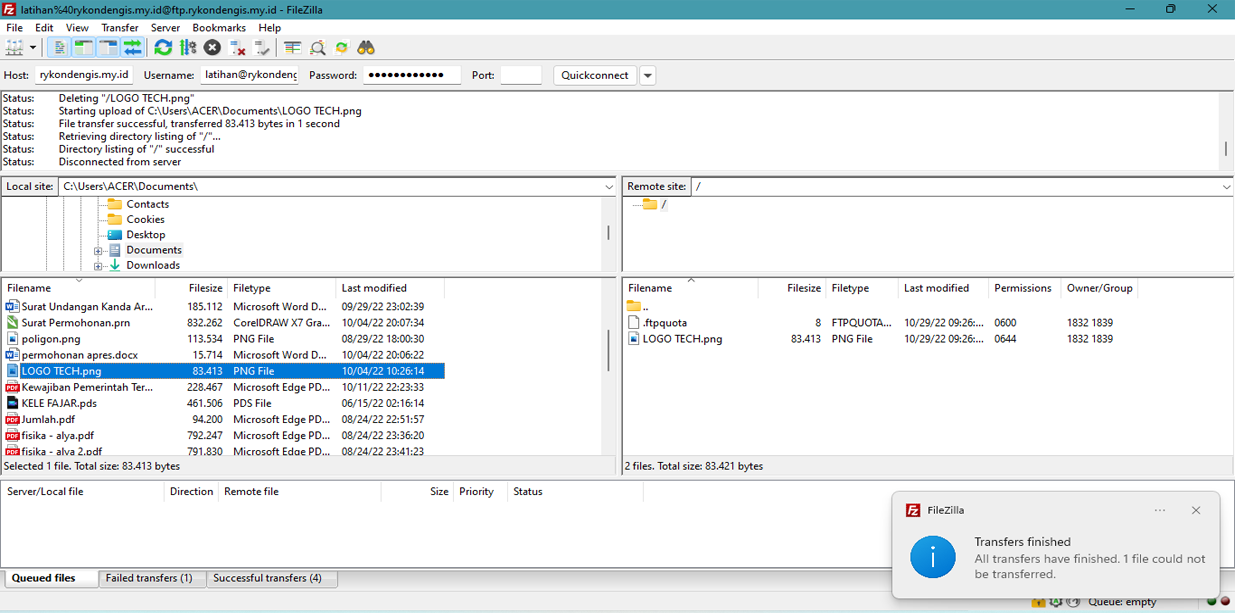 latihan%40rykondengis.my.id@ftp.rykondengis.my.id - FileZilla
File Edit View Transfer Server Bookmarks Help
Host: rykondengis.my.id Username: latihan@rykondeng Password: ●●●●●●●●●●●● Port: Quickconnect
Status: Deleting "/LOGO TECH.png"
Status: Starting upload of C:\Users\ACER\Documents\LOGO TECH.png
Status: File transfer successful, transferred 83.413 bytes in 1 second
Status: Retrieving directory listing of "/"...
Status: Directory listing of "/" successful
Status: Disconnected from server
Local site: C:\Users\ACER\Documents\
Contacts
Cookies
Desktop
Documents
Downloads
Remote site: /
/
Filename Filesize Filetype Last modified
Surat Undangan Kanda Ar... 185.112 Microsoft Word D... 09/29/22 23:02:39
Surat Permohonan.prn 832.262 CorelDRAW X7 Gra... 10/04/22 20:07:34
poligon.png 113.534 PNG File 08/29/22 18:00:30
permohonan apres.docx 15.714 Microsoft Word D... 10/04/22 20:06:22
LOGO TECH.png 83.413 PNG File 10/04/22 10:26:14
Kewajiban Pemerintah Ter... 228.467 Microsoft Edge PD... 10/11/22 22:23:33
KELE FAJAR.pds 461.506 PDS File 06/15/22 02:16:14
Jumlah.pdf 94.200 Microsoft Edge PD... 08/24/22 22:51:57
fisika - alya.pdf 792.247 Microsoft Edge PD... 08/24/22 23:36:20
fisika - alya 2.pdf 791.830 Microsoft Edge PD... 08/24/22 23:41:23
Selected 1 file. Total size: 83.413 bytes
Filename Filesize Filetype Last modified Permissions Owner/Group
..
.ftpquota 8 FTPQUOTA... 10/29/22 09:26:... 0600 1832 1839
LOGO TECH.png 83.413 PNG File 10/29/22 09:26:... 0644 1832 1839
2 files. Total size: 83.421 bytes
Server/Local file Direction Remote file Size Priority Status
FileZilla
Transfers finished
All transfers have finished. 1 file could not
be transferred.
Queued files Failed transfers (1) Successful transfers (4)
Queue: empty